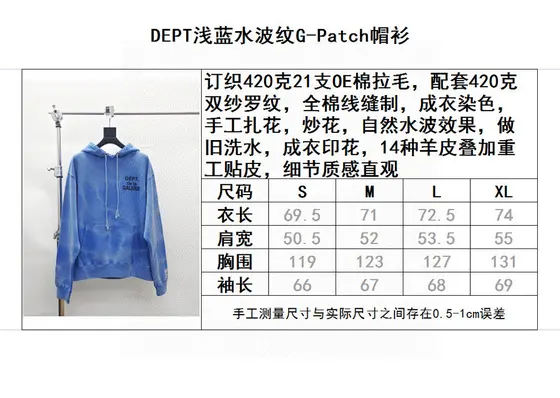 DEPT浅蓝水波纹G-Patch帽衫
订织420克21支OE棉拉毛，配套420克
双纱罗纹，全棉线缝制，成衣染色，
手工扎花，炒花，自然水波效果，做
旧洗水，成衣印花，14种羊皮叠加重
工贴皮，细节质感直观
尺码 S M L XL
衣长 69.5 71 72.5 74
肩宽 50.5 52 53.5 55
胸围 119 123 127 131
袖长 66 67 68 69
手工测量尺寸与实际尺寸之间存在0.5-1cm误差
DEPT.
DE LA
GALERIE